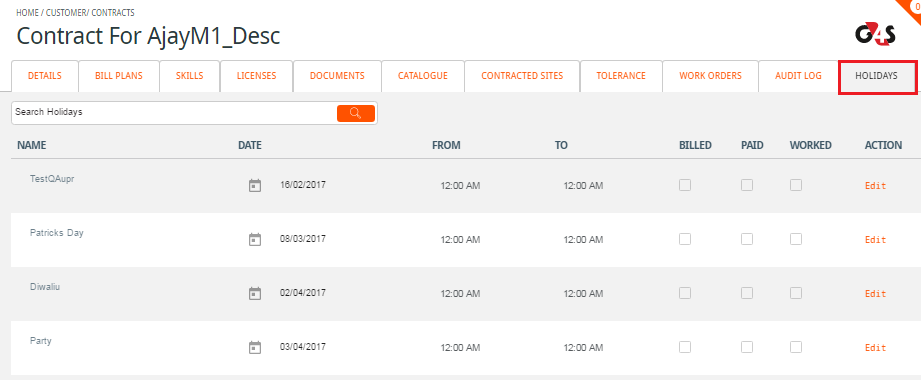 HOME / CUSTOMER/ CONTRACTS
0
Contract For AjayM1_Desc
G4S
DETAILS BILL PLANS SKILLS LICENSES DOCUMENTS CATALOGUE CONTRACTED SITES TOLERANCE WORK ORDERS AUDIT LOG HOLIDAYS
Search Holidays
NAME DATE FROM TO BILLED PAID WORKED ACTION
TestQAupr 16/02/2017 12:00 AM 12:00 AM Edit
Patricks Day 08/03/2017 12:00 AM 12:00 AM Edit
Diwaliu 02/04/2017 12:00 AM 12:00 AM Edit
Party 03/04/2017 12:00 AM 12:00 AM Edit